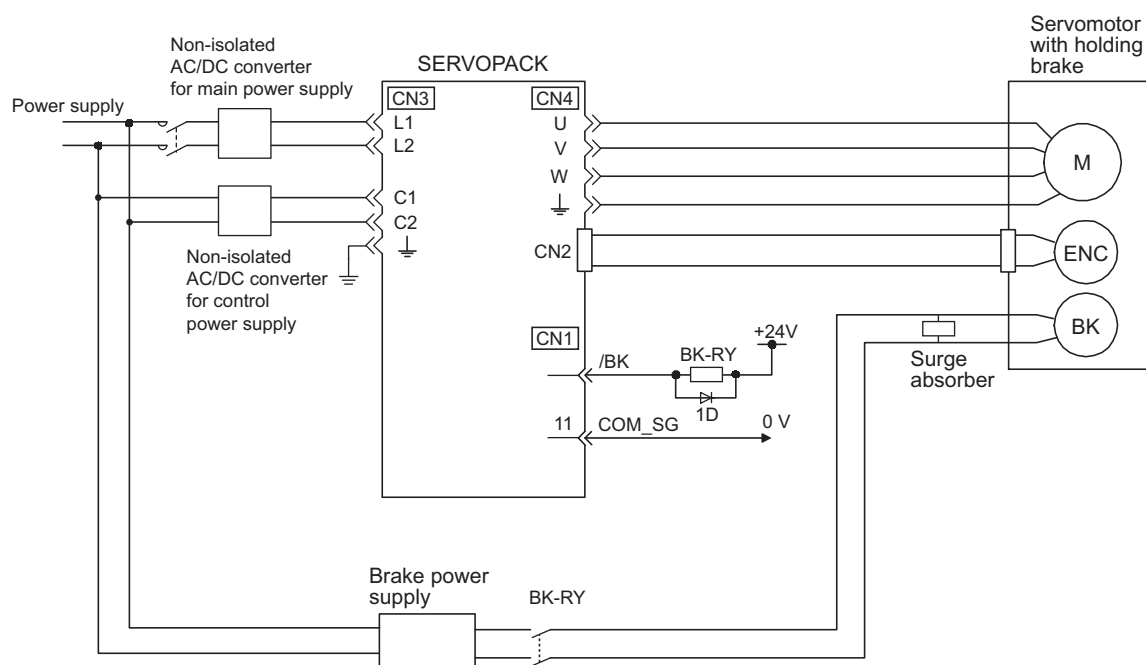 Servomotor
with holding
brake
Non-isolated
AC/DC converter
for main power supply
SERVOPACK
Power supply
CN3
CN4
L1
U
L2
V
M
W
C1
C2
CN2
ENC
Non-isolated
AC/DC converter
for control
power supply
CN1
+24V
BK
/BK
BK-RY
Surge
absorber
1D
11
COM_SG
0 V
Brake power
supply
BK-RY